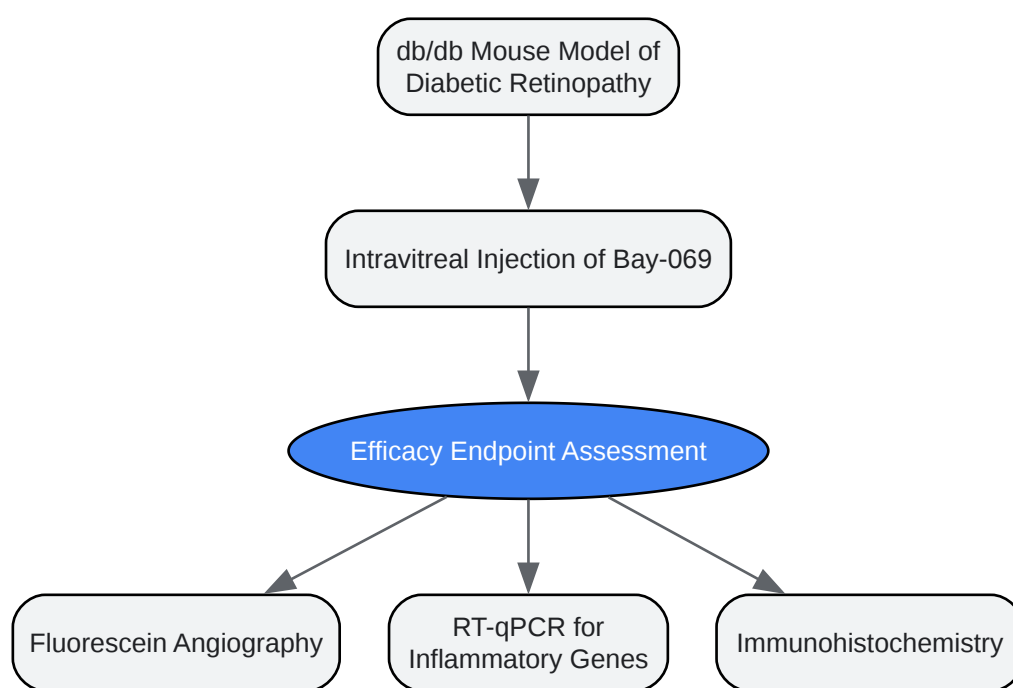 db/db Mouse Model of
Diabetic Retinopathy
Intravitreal Injection of Bay-069
Efficacy Endpoint Assessment
Fluorescein Angiography
RT-qPCR for
Inflammatory Genes
Immunohistochemistry